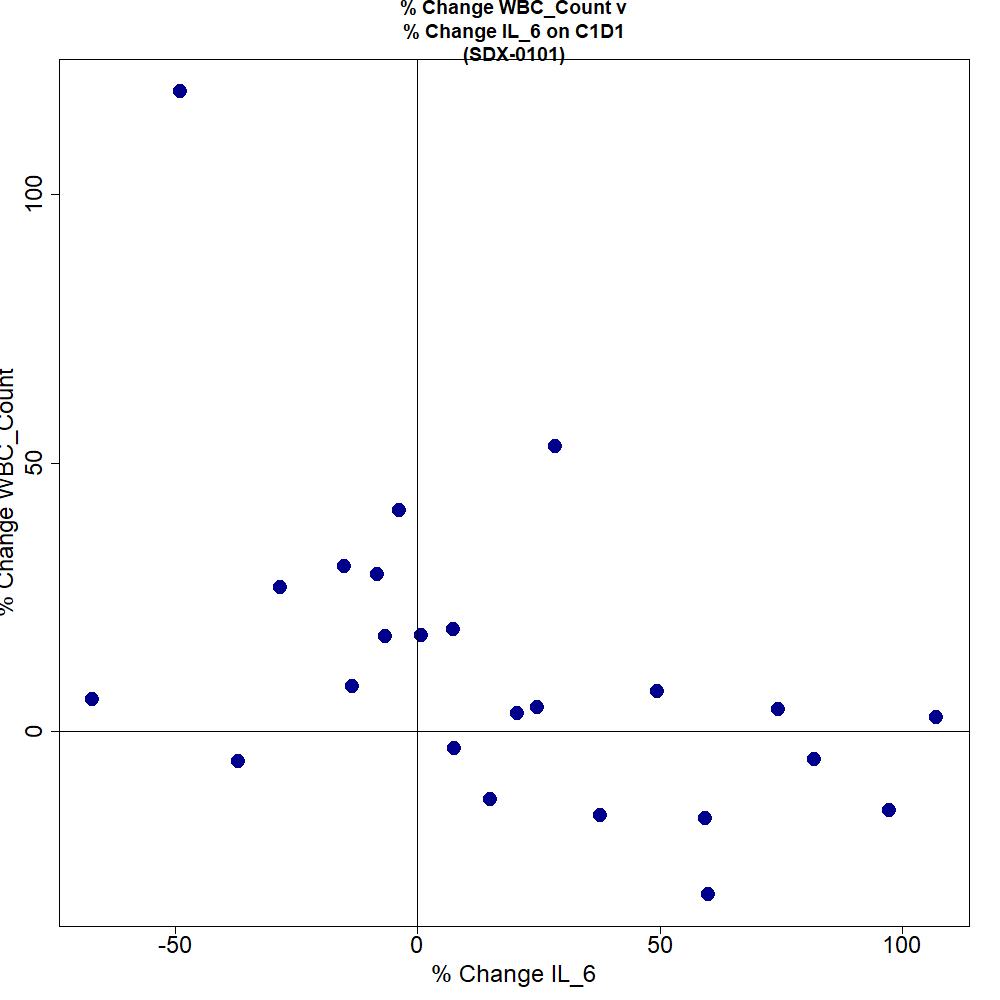 % Change WBC_Count v
% Change IL_6 on C1D1
(SDX-0101)
% Change WBC_Count
100
50
0
-50
0
50
100
% Change IL_6